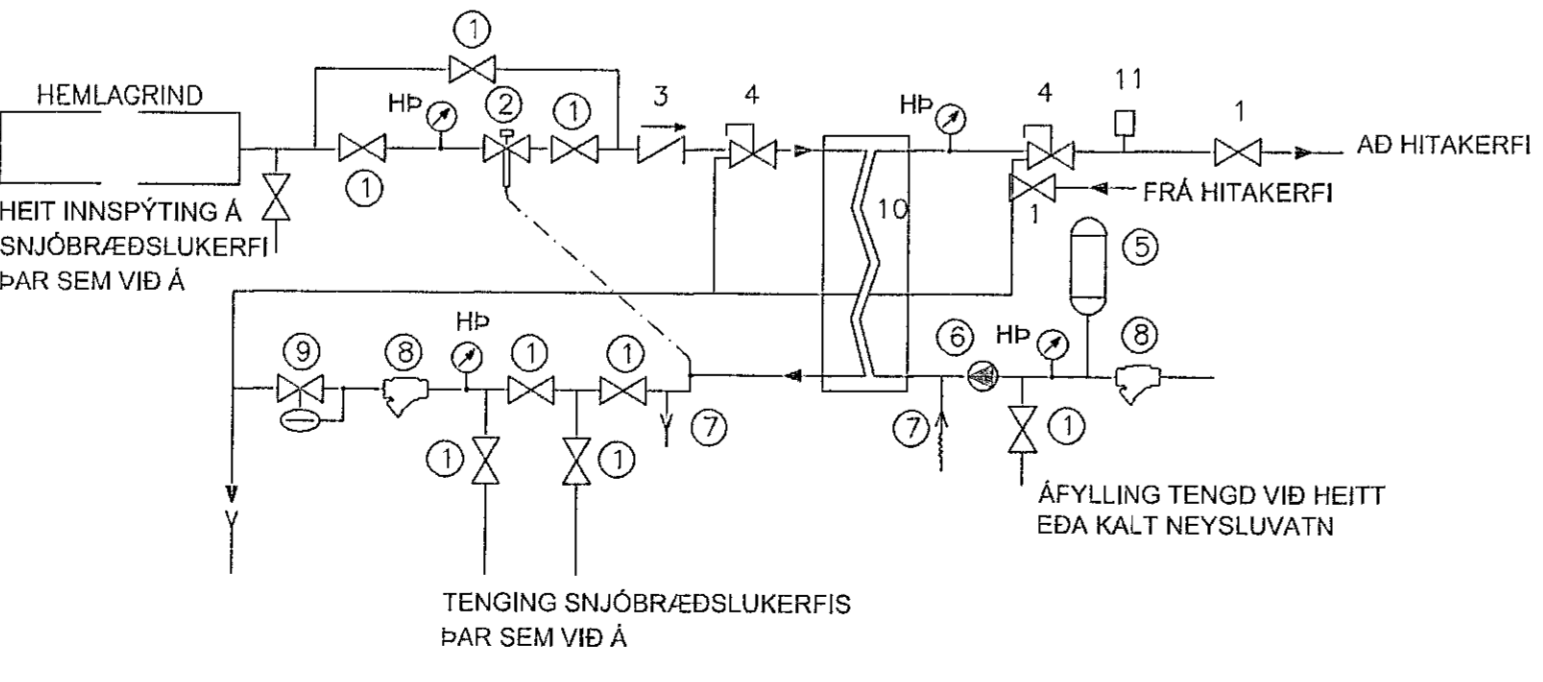 1
HEMLAGRIND
HÞ
2
1
3
4
HÞ
4
11
1
AÐ HITAKERFI
1
HEIT INNSPÝTING Á
SNJÓBRÆÐSLUKERFI
ÞAR SEM VIÐ Á
10
1
FRÁ HITAKERFI
5
9
8
HÞ
1
1
6
HÞ
8
7
7
1
1
1
ÁFYLLING TENGD VIÐ HEITT
EÐA KALT NEYSLUVATN
TENGING SNJÓBRÆÐSLUKERFIS
ÞAR SEM VIÐ Á